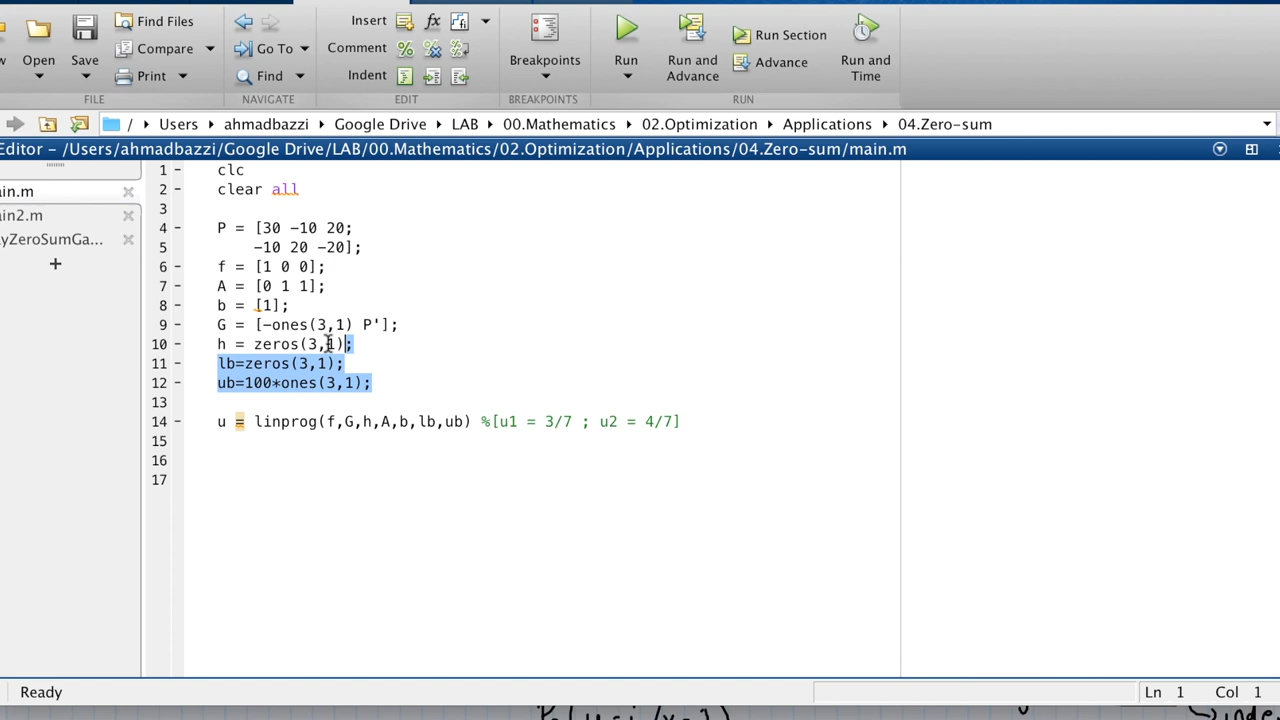 Find Files
Insert fx
Run Section
Compare
Go To
Comment
Open Save
Breakpoints
Run
Run and Advance
Advance
Run and Time
Print
Find
Indent
FILE NAVIGATE EDIT BREAKPOINTS RUN
/ Users ahmadbazzi Google Drive LAB 00.Mathematics 02.Optimization Applications 04.Zero-sum
Editor – /Users/ahmadbazzi/Google Drive/LAB/00.Mathematics/02.Optimization/Applications/04.Zero-sum/main.m
ain.m
ain2.m
yZeroSumGa...
1 – clc
2 – clear all
3
4 – P = [30 -10 20;
5 -10 20 -20];
6 – f = [1 0 0];
7 – A = [0 1 1];
8 – b = [1];
9 – G = [-ones(3,1) P'];
10 – h = zeros(3,1);
11 – lb=zeros(3,1);
12 – ub=100*ones(3,1);
13
14 – u = linprog(f,G,h,A,b,lb,ub) %[u1 = 3/7 ; u2 = 4/7]
15
16
17
Ready
Ln 1 Col 1